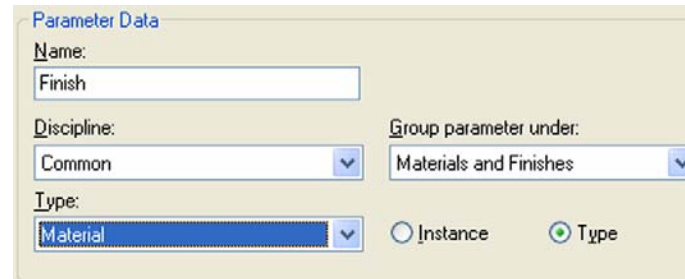 Parameter Data
Name:
Finish
Discipline:
Group parameter under:
Common
Materials and Finishes
Type:
Material
Instance
Type